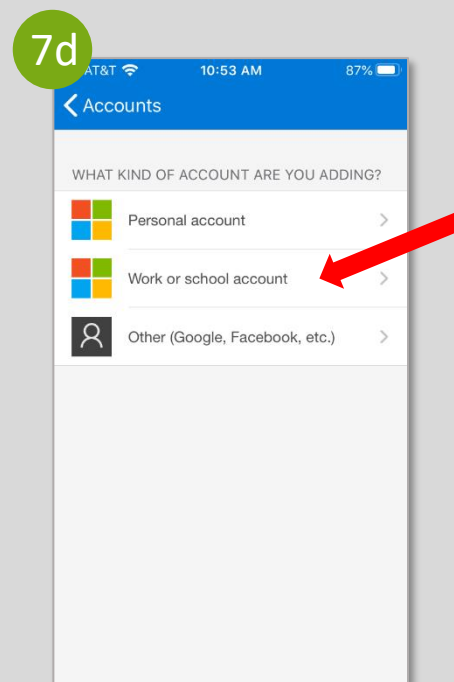 7d
AT&T 10:53 AM 87%
Accounts
WHAT KIND OF ACCOUNT ARE YOU ADDING?
Personal account
Work or school account
Other (Google, Facebook, etc.)